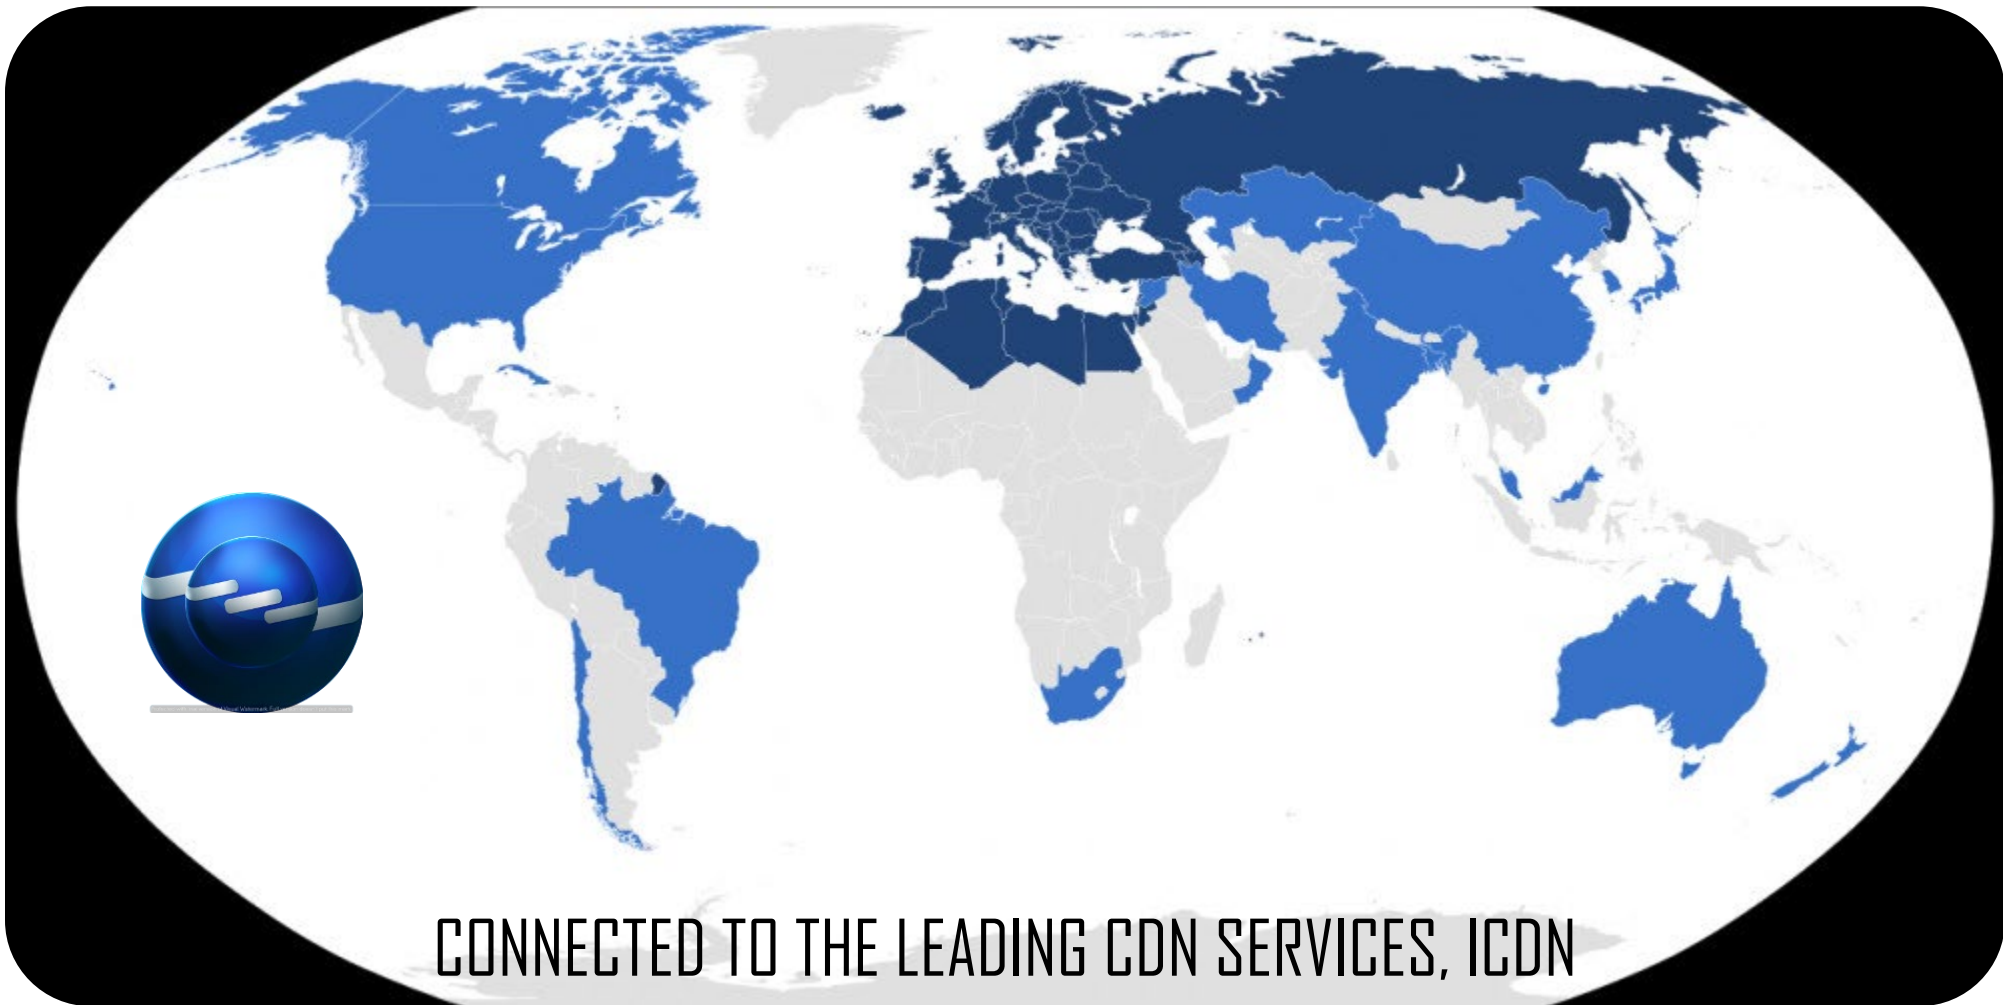 CONNECTED TO THE LEADING CDN SERVICES, ICDN